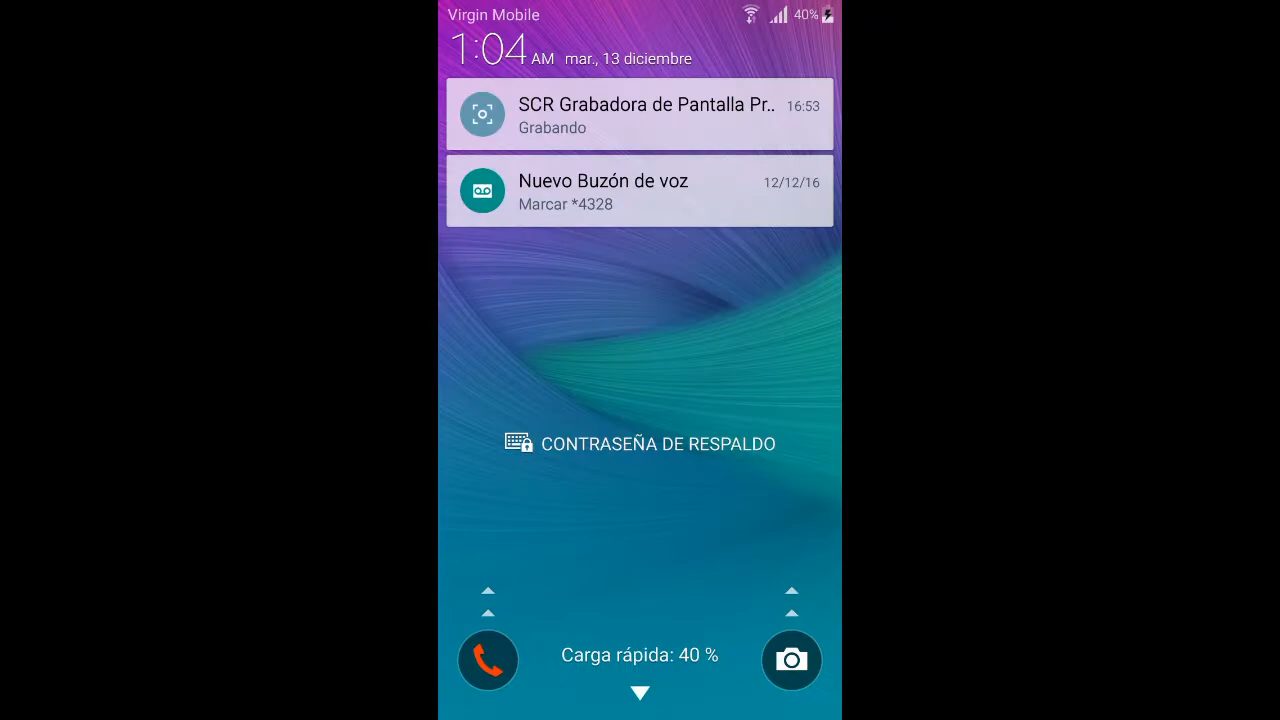 Virgin Mobile 40%
1:04 AM mar., 13 diciembre
SCR Grabadora de Pantalla Pr.. 16:53
Grabando
Nuevo Buzón de voz 12/12/16
Marcar *4328
CONTRASEÑA DE RESPALDO
Carga rápida: 40 %